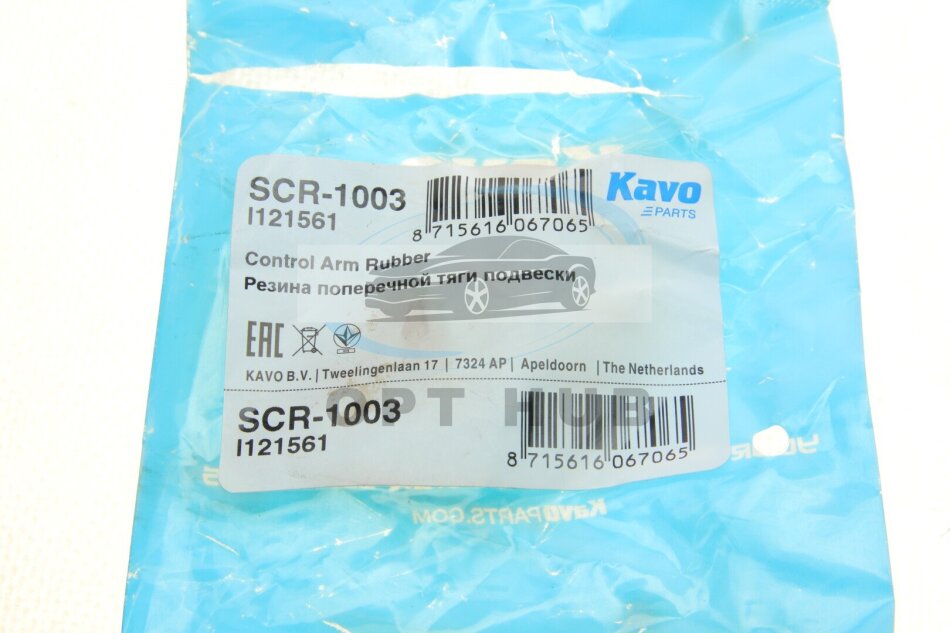 SCR-1003
I121561
8 715616 067065
Kavo
PARTS
Control Arm Rubber
Резина поперечной тяги подвески
EAC
KAVO B.V. | Tweelingenlaan 17 | 7324 AP | Apeldoorn | The Netherlands
OPT HUB
SCR-1003
I121561
8 715616 067065
KavoPARTS.COM